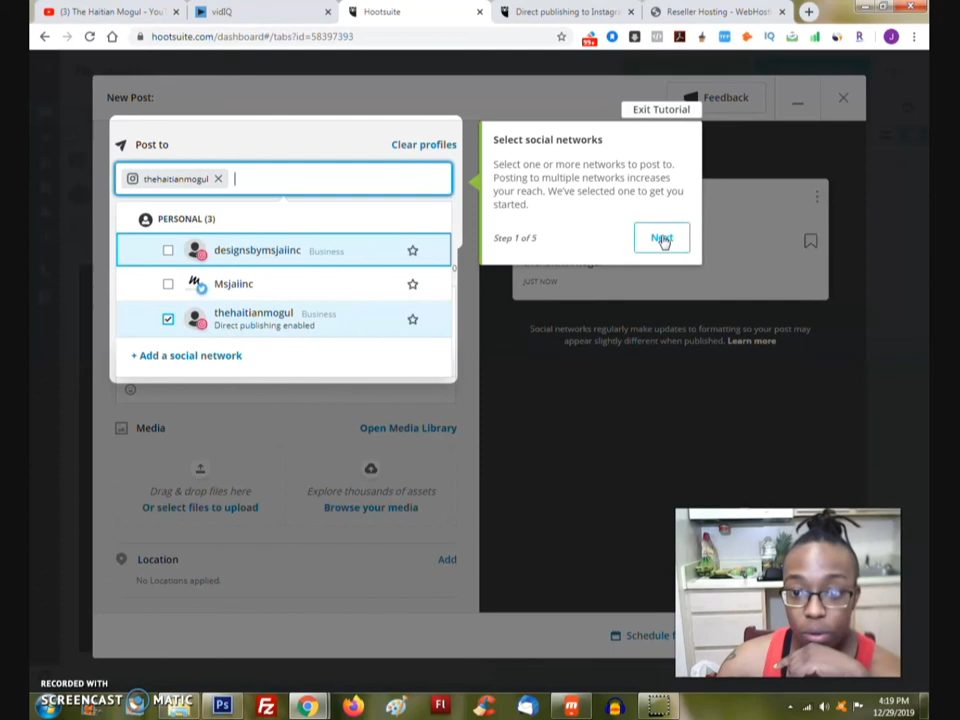 (3) The Haitian Mogul - You
vidIQ
Hootsuite
Direct publishing to Instagr
Reseller Hosting - WebHost
hootsuite.com/dashboard#/tabs?id=58397393
99+
IQ
R
J
New Post:
Feedback
Exit Tutorial
Post to
Clear profiles
thehaitianmogul
Select social networks
Select one or more networks to post to.
Posting to multiple networks increases
your reach. We've selected one to get you
started.
Step 1 of 5
Next
PERSONAL (3)
designsbymsjaiinc Business
Msjaiinc
thehaitianmogul Business
Direct publishing enabled
+ Add a social network
JUST NOW
Social networks regularly make updates to formatting so your post may
appear slightly different when published. Learn more
Media
Open Media Library
Drag & drop files here
Or select files to upload
Explore thousands of assets
Browse your media
Location
Add
No Locations applied.
Schedule
RECORDED WITH
SCREENCAST MATIC
Ps
Fz
Fl
4:19 PM
12/29/2019